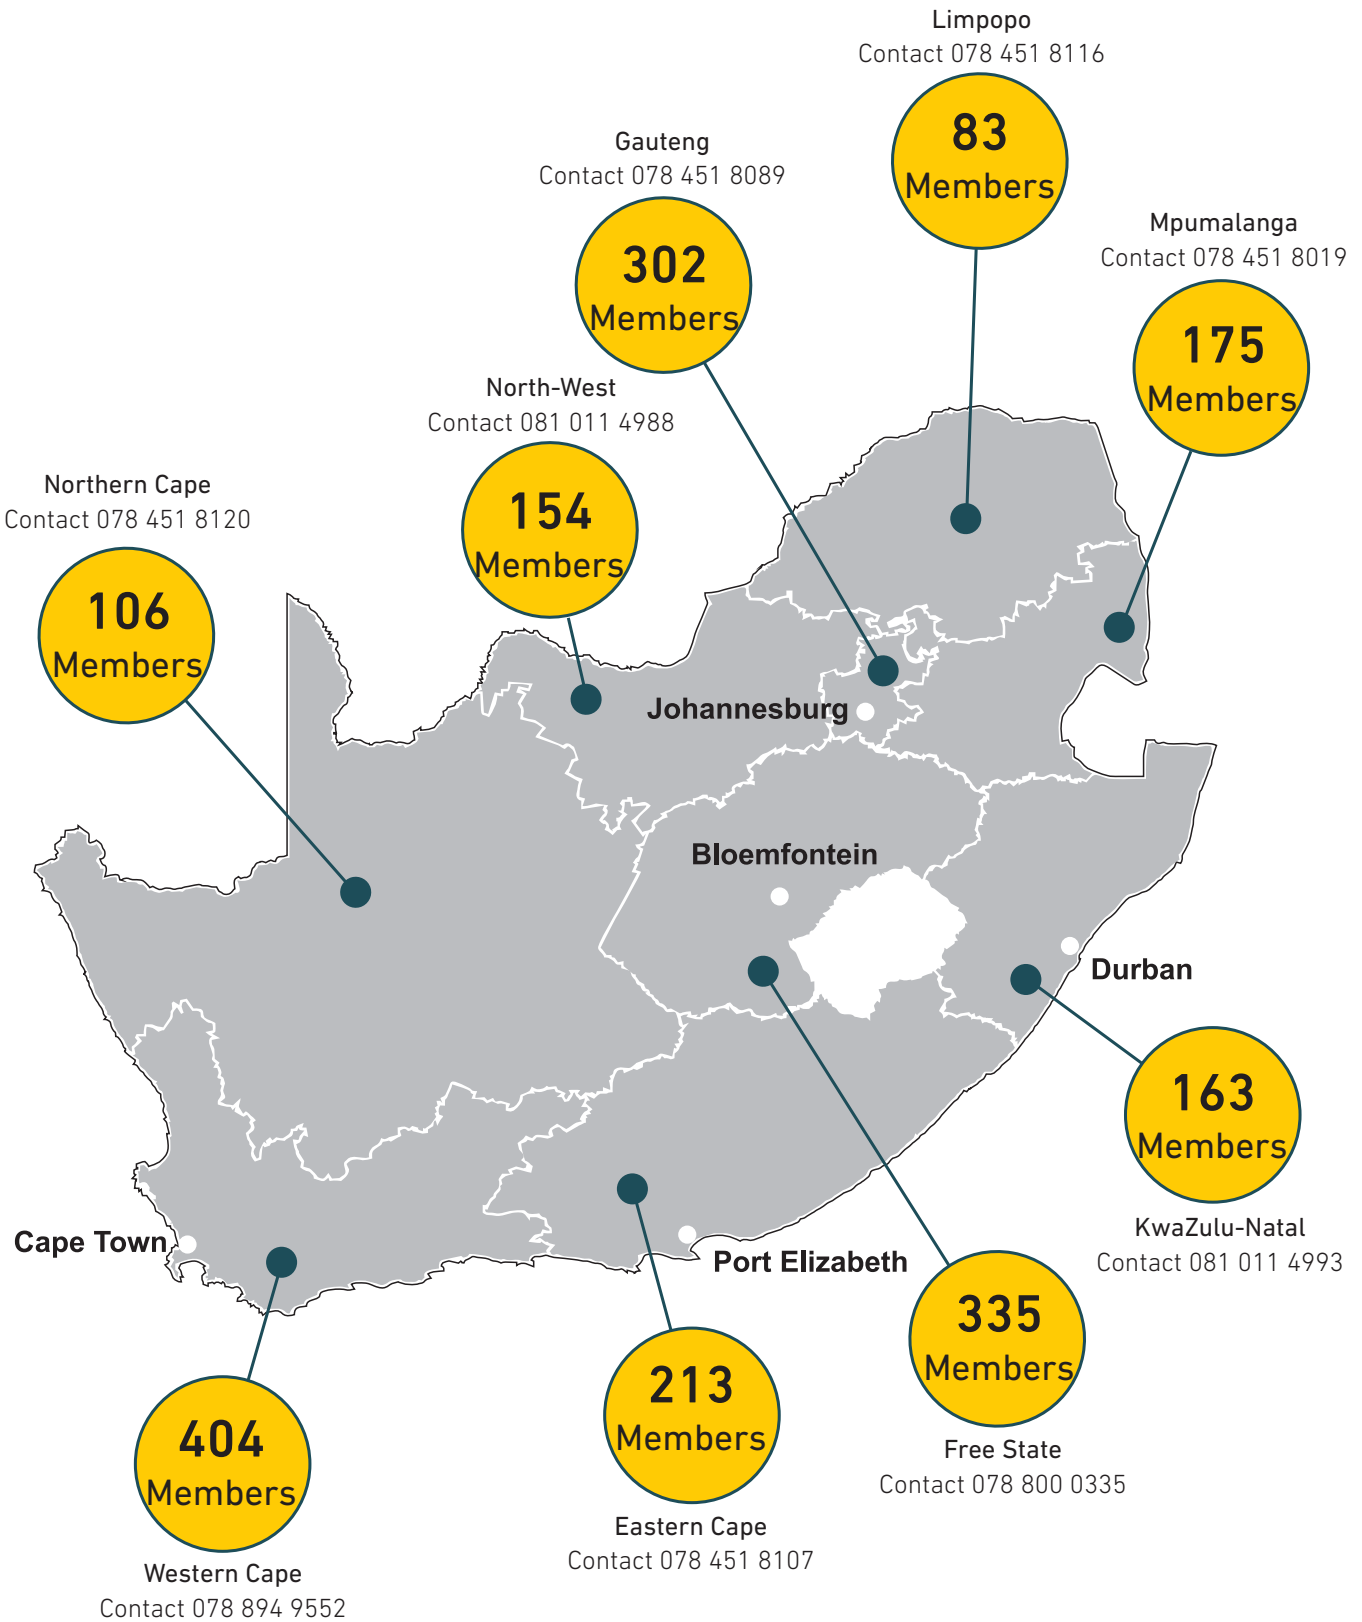 Limpopo
Contact 078 451 8116
83
Members
Gauteng
Contact 078 451 8089
302
Members
Mpumalanga
Contact 078 451 8019
175
Members
North-West
Contact 081 011 4988
154
Members
Northern Cape
Contact 078 451 8120
106
Members
Johannesburg
Bloemfontein
Durban
163
Members
KwaZulu-Natal
Contact 081 011 4993
Cape Town
Port Elizabeth
335
Members
Free State
Contact 078 800 0335
213
Members
Eastern Cape
Contact 078 451 8107
404
Members
Western Cape
Contact 078 894 9552